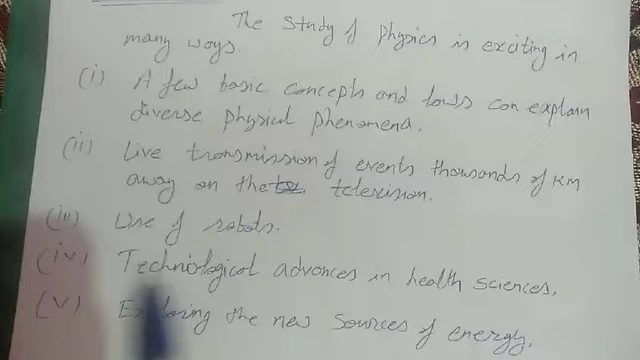 The Study of Physics is exciting in
many ways.
(i) A few basic concepts and laws can explain
diverse physical phenomena.
(ii) Live transmission of events thousands of KM
away on the television.
(iii) Use of robots.
(iv) Technological advances in health sciences.
(v) Exploring the new sources of energy.